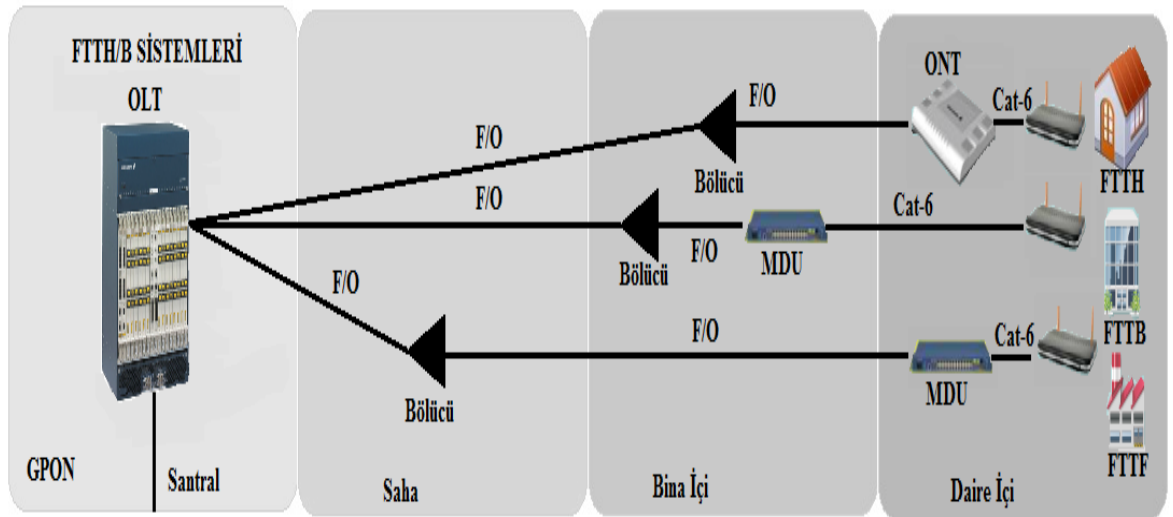 FTTH/B SİSTEMLERİ
OLT
GPON
Santral
F/O
F/O
F/O
Bölücü
Saha
F/O
Bölücü
Bölücü
F/O
MDU
F/O
Bina İçi
ONT
Cat-6
FTTH
Cat-6
FTTB
Cat-6
MDU
FTTF
Daire İçi